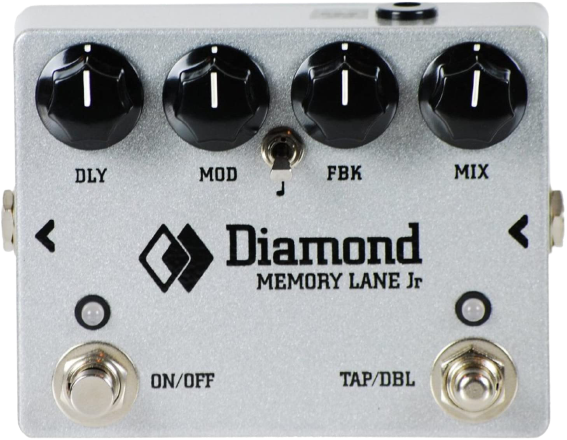 DLY MOD FBK MIX
Diamond
MEMORY LANE Jr
ON/OFF TAP/DBL